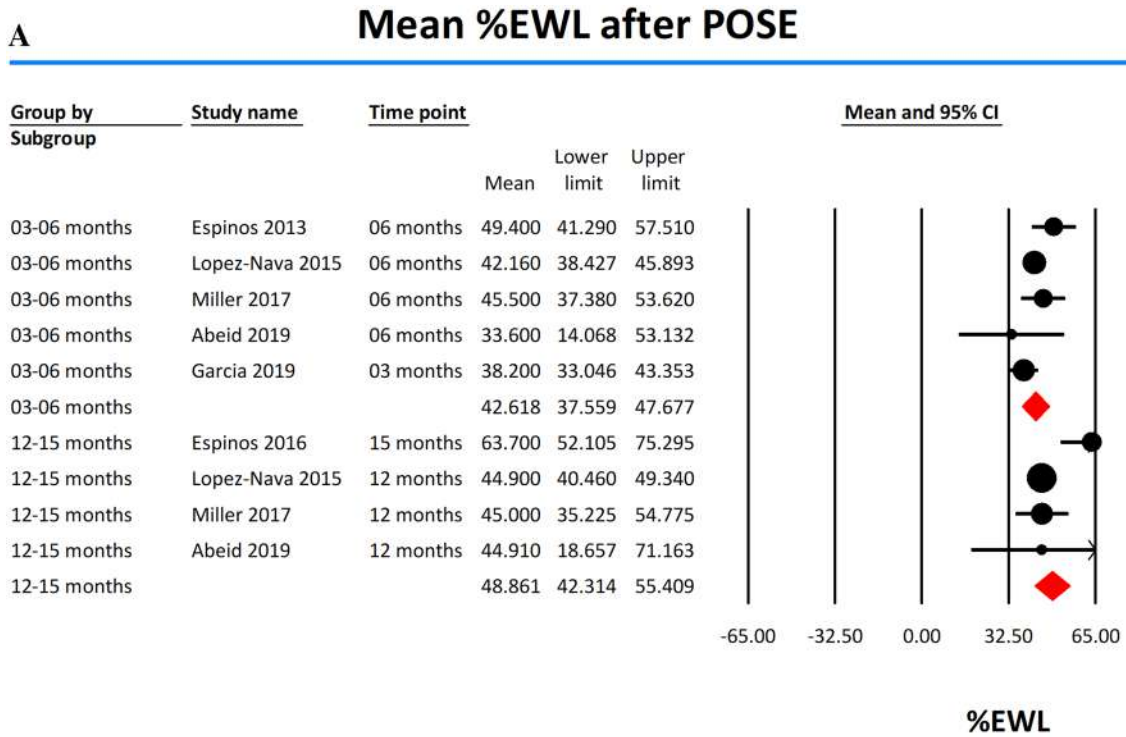 A
Mean %EWL after POSE
Group by Study name Time point Mean and 95% CI
Subgroup
Lower Upper
Mean limit limit
03-06 months Espinos 2013 06 months 49.400 41.290 57.510
03-06 months Lopez-Nava 2015 06 months 42.160 38.427 45.893
03-06 months Miller 2017 06 months 45.500 37.380 53.620
03-06 months Abeid 2019 06 months 33.600 14.068 53.132
03-06 months Garcia 2019 03 months 38.200 33.046 43.353
03-06 months 42.618 37.559 47.677
12-15 months Espinos 2016 15 months 63.700 52.105 75.295
12-15 months Lopez-Nava 2015 12 months 44.900 40.460 49.340
12-15 months Miller 2017 12 months 45.000 35.225 54.775
12-15 months Abeid 2019 12 months 44.910 18.657 71.163
12-15 months 48.861 42.314 55.409
-65.00 -32.50 0.00 32.50 65.00
%EWL